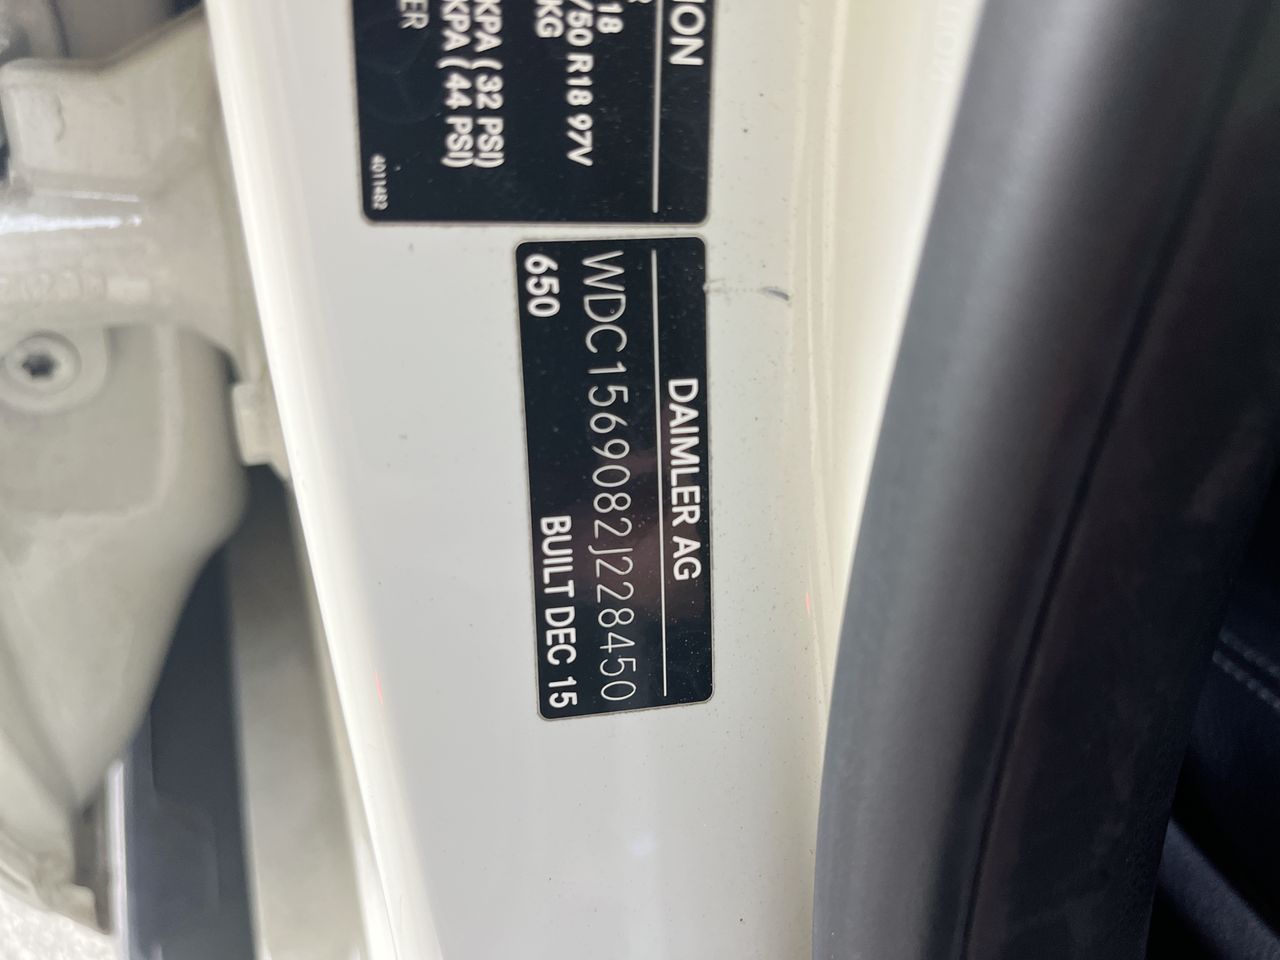 ION
R
18
/50 R18 97V
KG
KPA ( 32 PSI)
KPA ( 44 PSI)
ER
4011482
DAIMLER AG
WDC1569082J228450
650 BUILT DEC 15